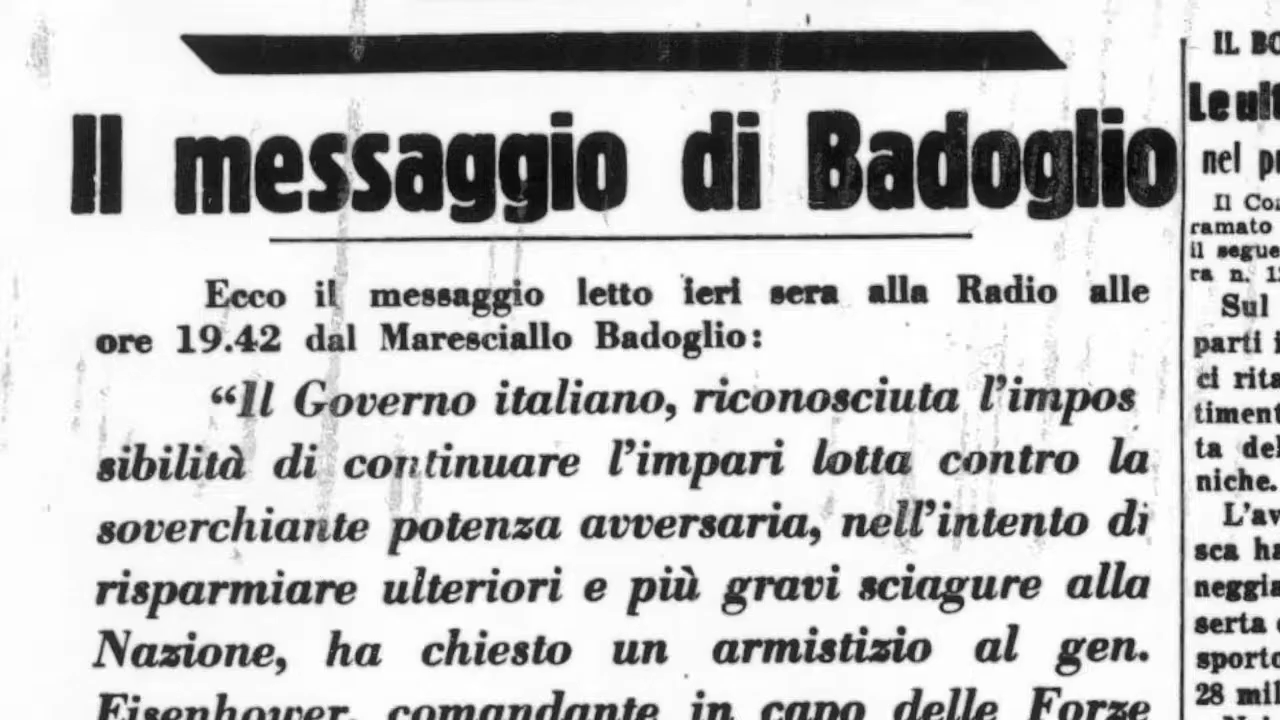 Il messaggio di Badoglio
Ecco il messaggio letto ieri sera alla Radio alle
ore 19.42 dal Maresciallo Badoglio:
“Il Governo italiano, riconosciuta l'impos
sibilità di continuare l'impari lotta contro la
soverchiante potenza avversaria, nell'intento di
risparmiare ulteriori e più gravi sciagure alla
Nazione, ha chiesto un armistizio al gen.
Eisenhower, comandante in capo delle Forze
IL BO
Le ult
nel pr
Il Co
ramato
il segue
ra n. 1
Sul
parti i
ci rita
timent
ta del
niche.
L'av
sca ha
neggia
serta
sporto
28 mil